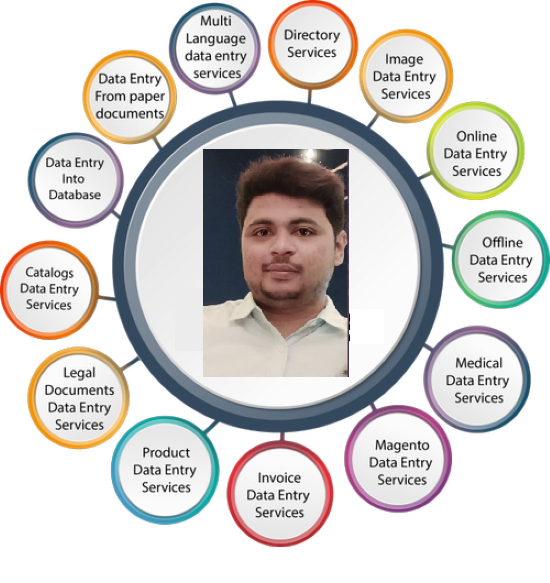 Multi
Language
data entry
services
Directory
Services
Image
Data Entry
Services
Online
Data Entry
Services
Offline
Data Entry
Services
Medical
Data Entry
Services
Magento
Data Entry
Services
Invoice
Data Entry
Services
Product
Data Entry
Services
Legal
Documents
Data Entry
Services
Catalogs
Data Entry
Services
Data Entry
Into
Database
Data Entry
From paper
documents